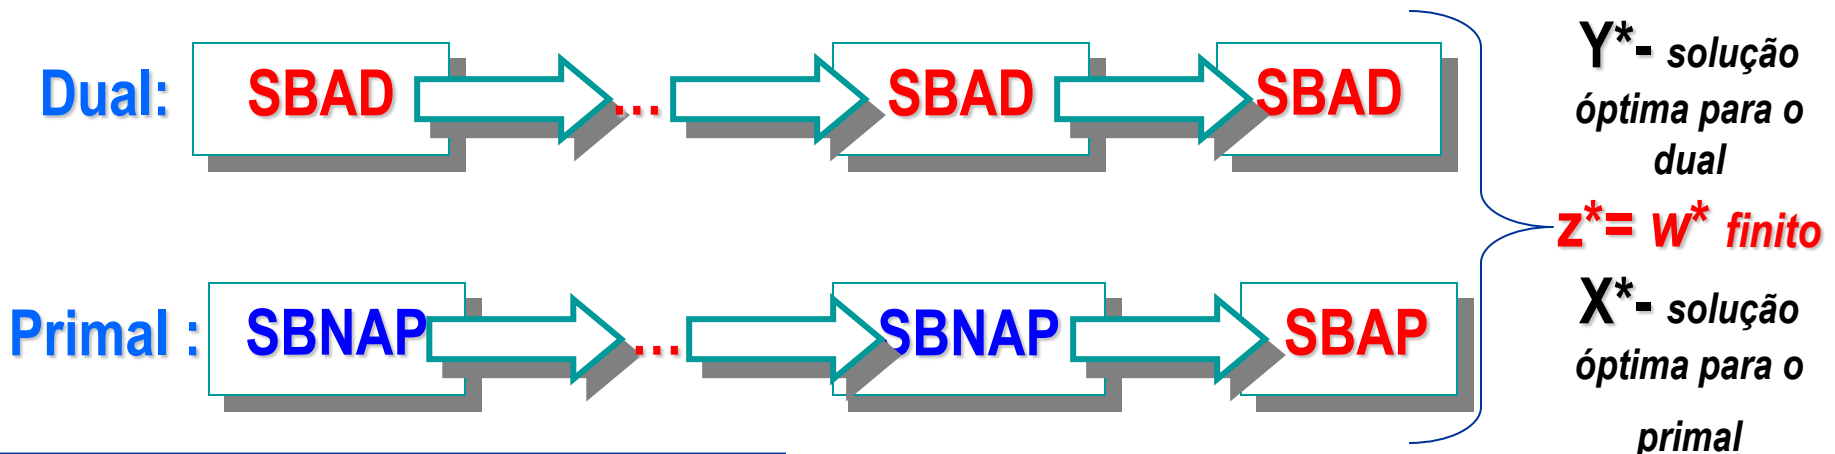 Dual: SBAD ... SBAD SBAD
Primal : SBNAP ... SBNAP SBAP
Y*- solução
óptima para o
dual
z*= w* finito
X*- solução
óptima para o
primal